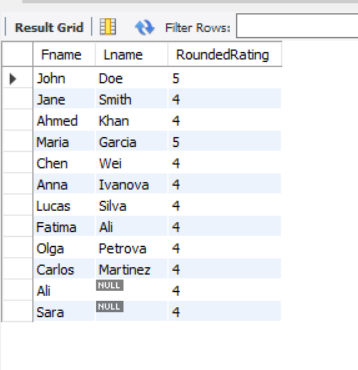 Result Grid Filter Rows:
Fname Lname RoundedRating
John Doe 5
Jane Smith 4
Ahmed Khan 4
Maria Garcia 5
Chen Wei 4
Anna Ivanova 4
Lucas Silva 4
Fatima Ali 4
Olga Petrova 4
Carlos Martinez 4
Ali NULL 4
Sara NULL 4